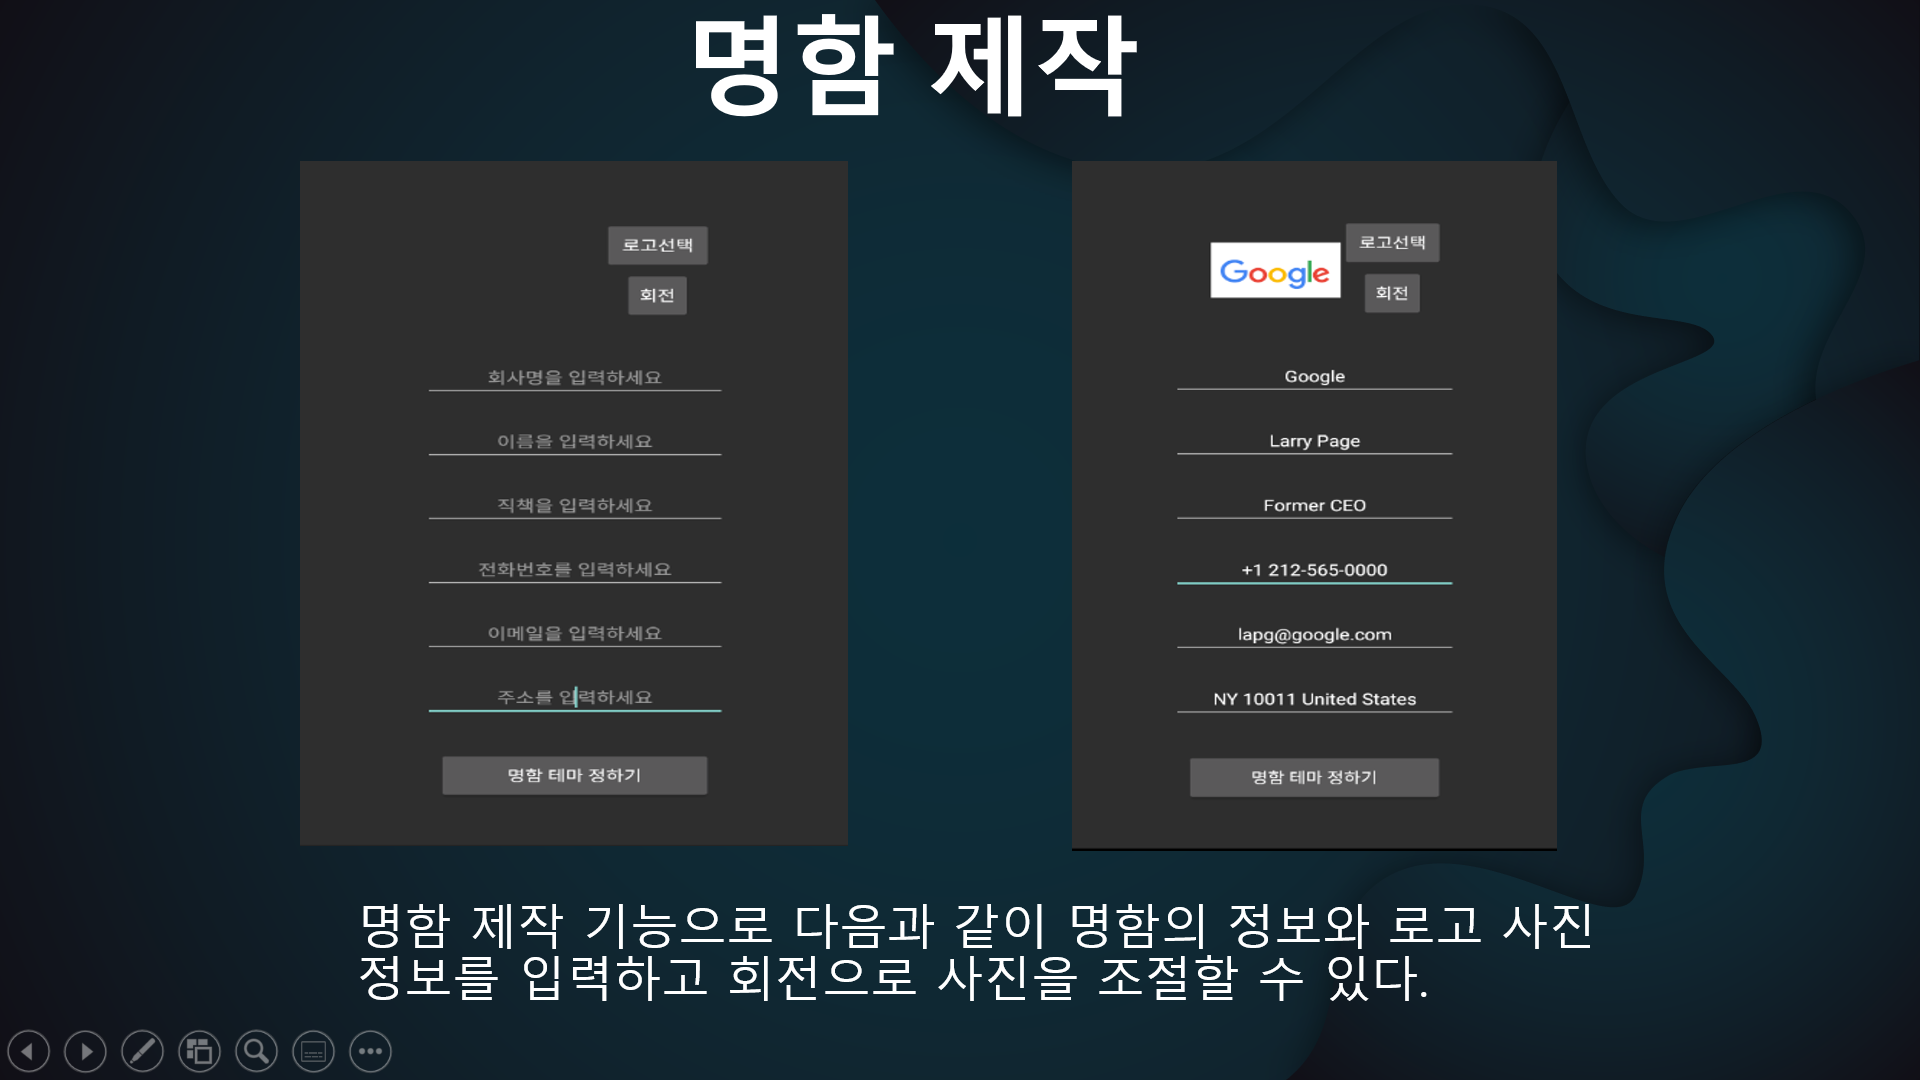 명함 제작
로고선택
회전
회사명을 입력하세요
이름을 입력하세요
직책을 입력하세요
전화번호를 입력하세요
이메일을 입력하세요
주소를 입력하세요
명함 테마 정하기
Google
로고선택
회전
Google
Larry Page
Former CEO
+1 212-565-0000
lapg@google.com
NY 10011 United States
명함 테마 정하기
명함 제작 기능으로 다음과 같이 명함의 정보와 로고 사진
정보를 입력하고 회전으로 사진을 조절할 수 있다.